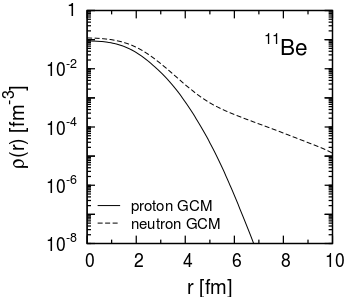 1
10-2
10-4
10-6
10-8
ρ(r) [fm-3]
11Be
proton GCM
neutron GCM
0 2 4 6 8 10
r [fm]